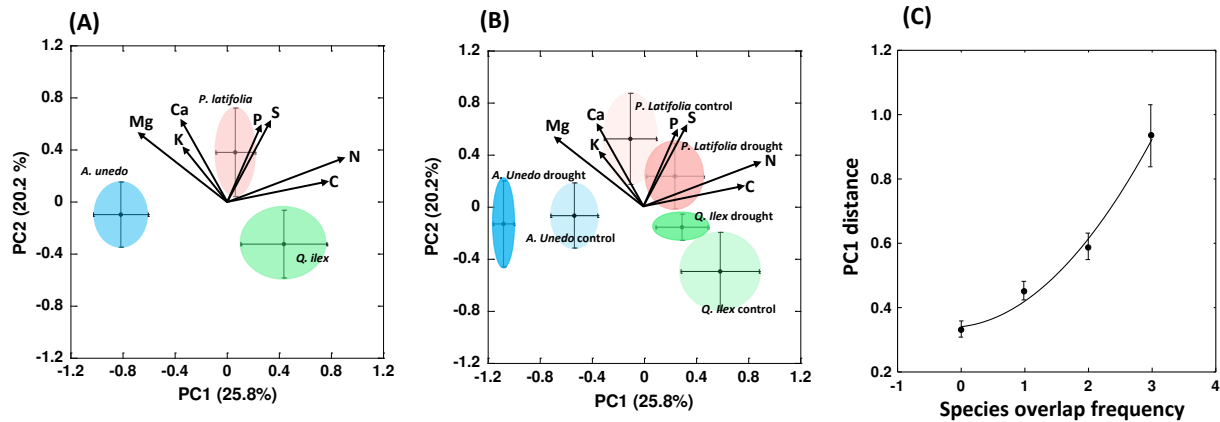 (A)
1.2
0.8
0.4
0
-0.4
-0.8
-1.2
PC2 (20.2 %)
-1.2 -0.8 -0.4 0 0.4 0.8 1.2
PC1 (25.8%)
P. latifolia
Ca
P
S
Mg
K
N
C
A. unedo
Q. ilex
(B)
1.2
0.8
0.4
0
-0.4
-0.8
-1.2
PC2 (20.2%)
-1.2 -0.8 -0.4 0 0.4 0.8 1.2
PC1 (25.8%)
P. Latifolia control
Ca
P
S
Mg
K
P. Latifolia drought
N
C
A. Unedo drought
A. Unedo control
Q. Ilex drought
Q. Ilex control
(C)
1.2
1.0
0.8
0.6
0.4
0.2
PC1 distance
-1 0 1 2 3 4
Species overlap frequency